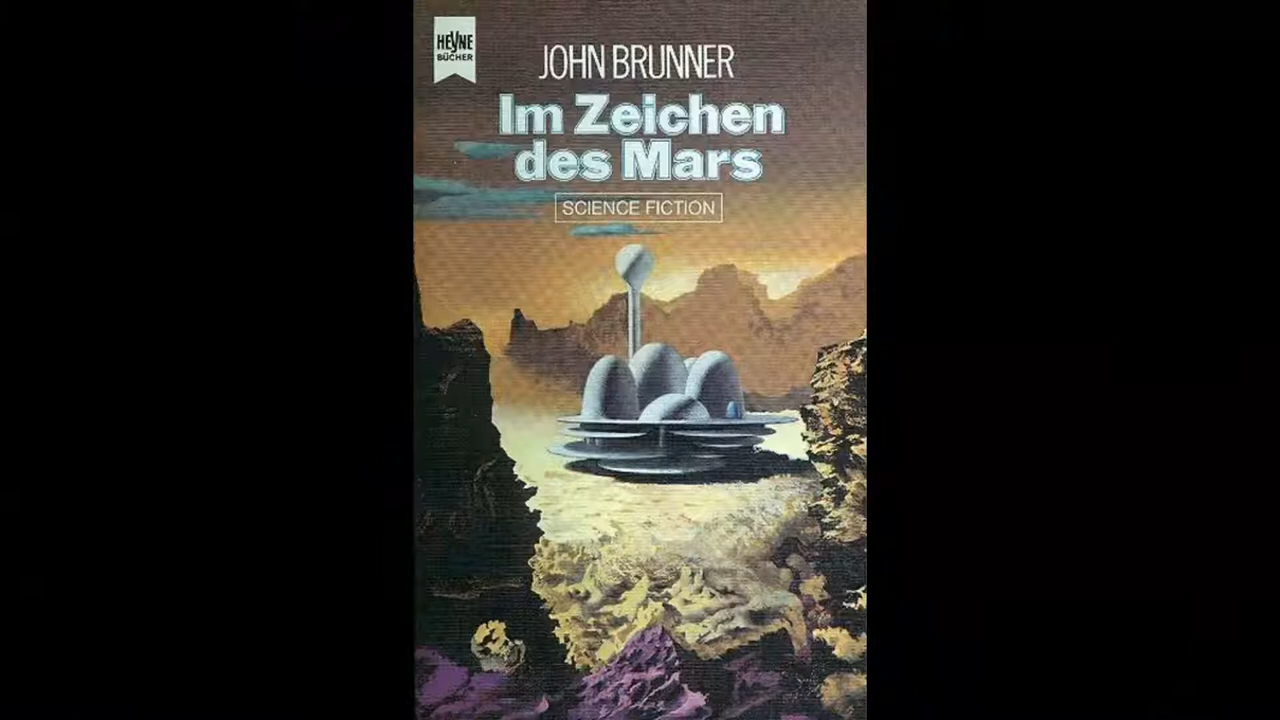 HEYNE
BÜCHER
JOHN BRUNNER
Im Zeichen
des Mars
SCIENCE FICTION